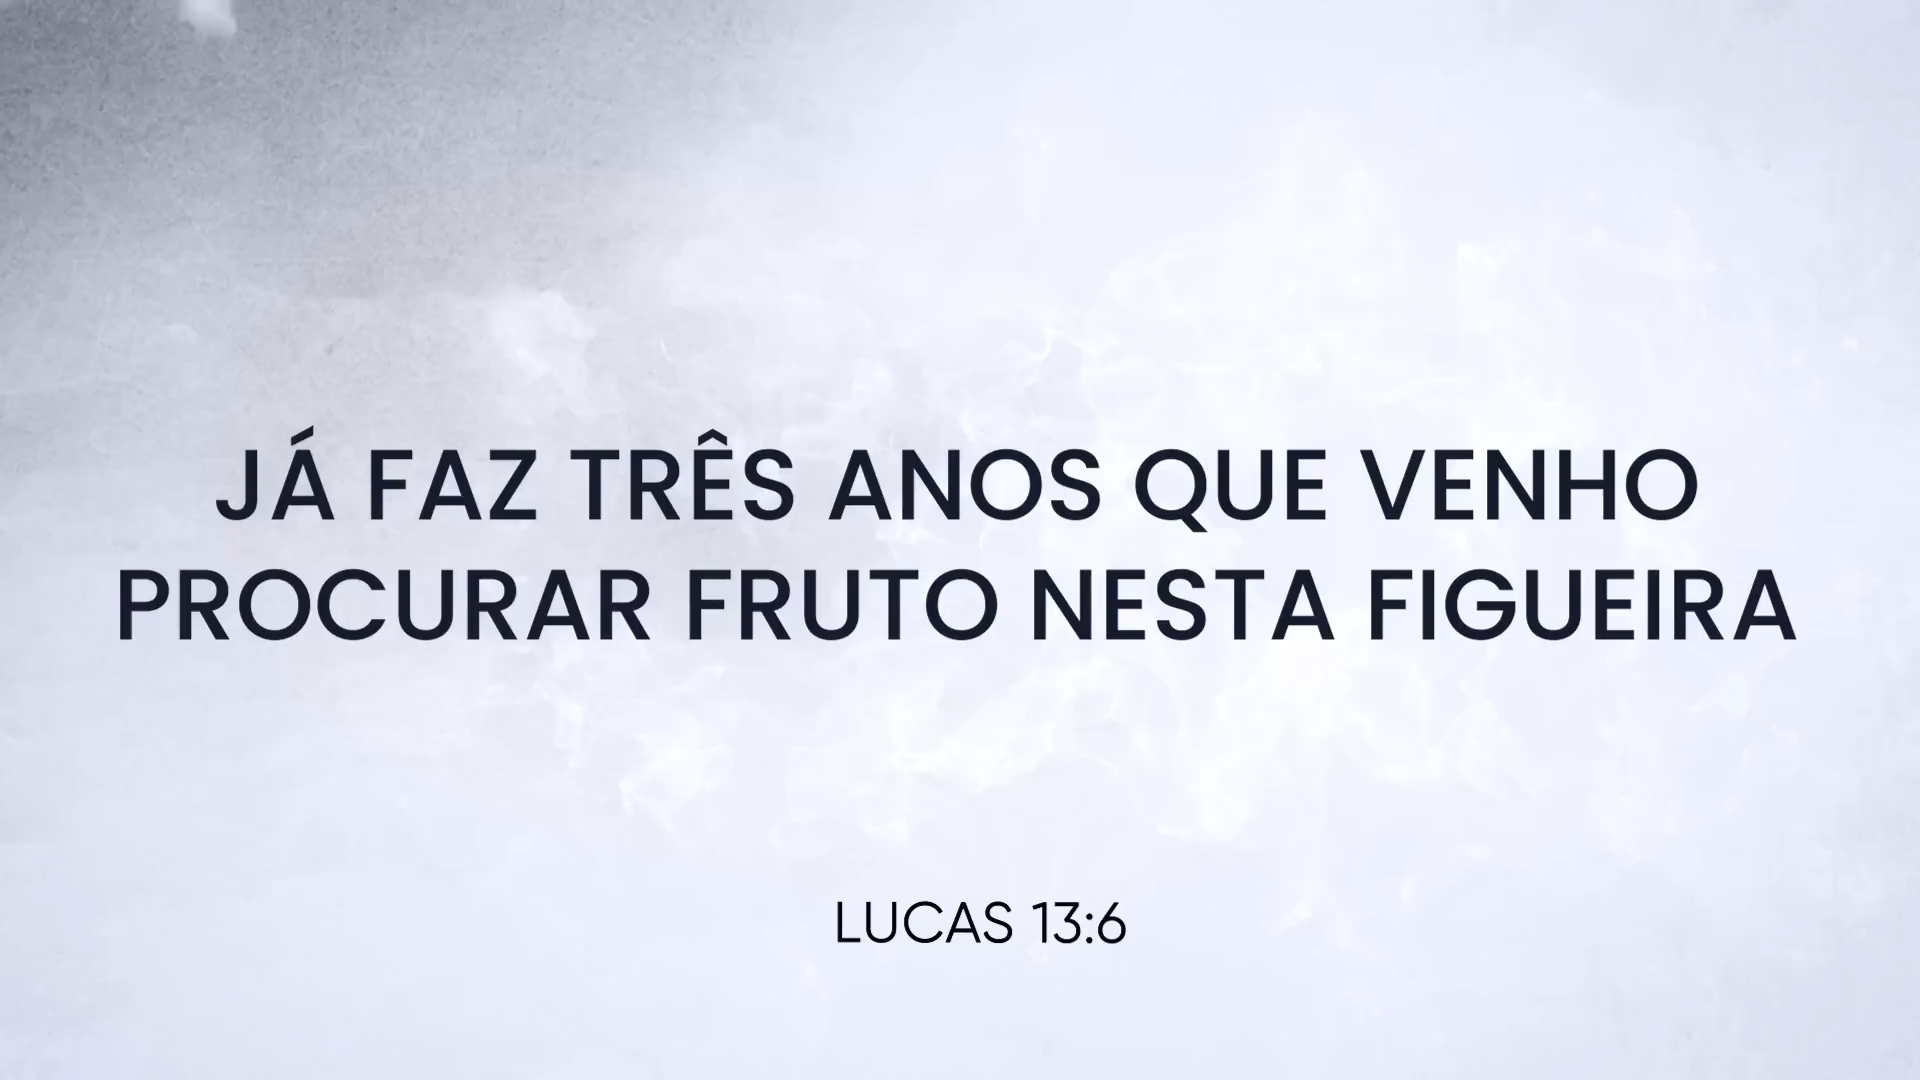 JÁ FAZ TRÊS ANOS QUE VENHO
PROCURAR FRUTO NESTA FIGUEIRA
LUCAS 13:6